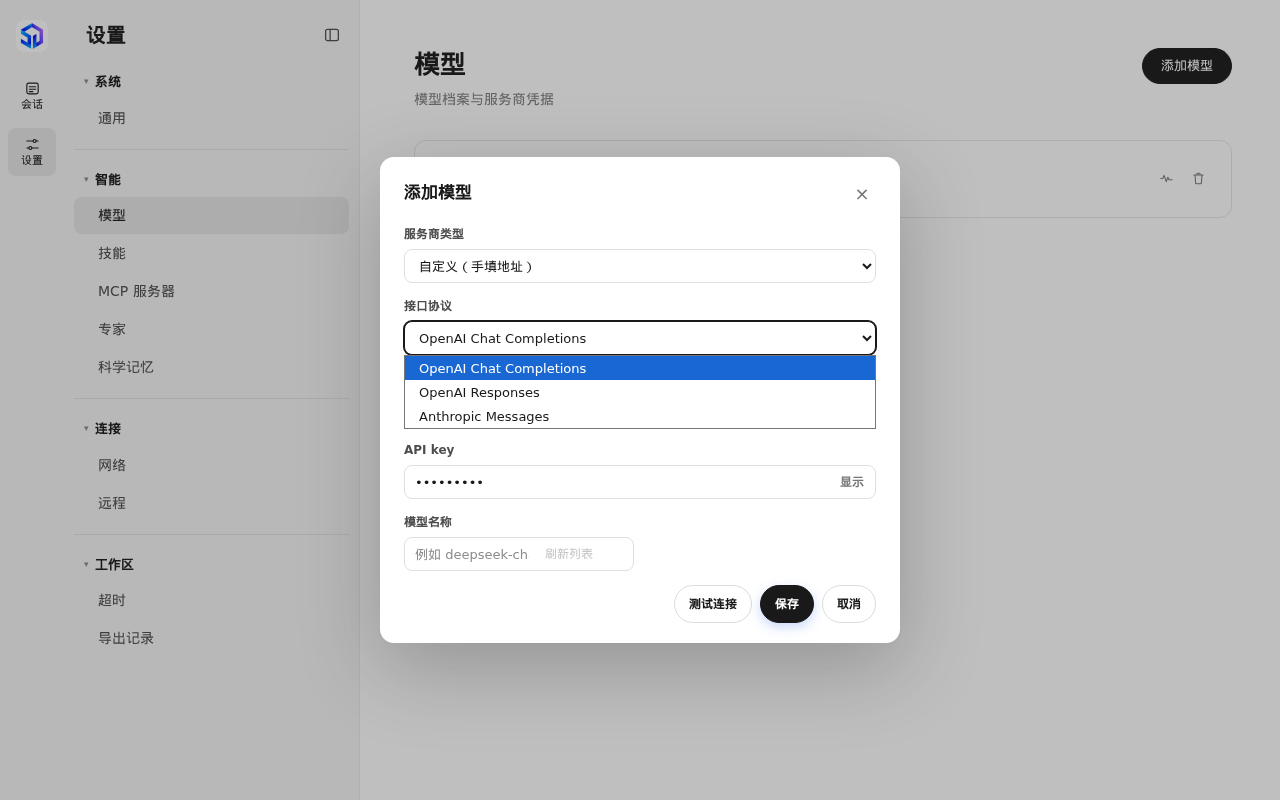 设置
会话
设置
▾ 系统
通用
▾ 智能
模型
技能
MCP 服务器
专家
科学记忆
▾ 连接
网络
远程
▾ 工作区
超时
导出记录
模型
模型档案与服务商凭据
添加模型
添加模型
服务商类型
自定义（手填地址）
接口协议
OpenAI Chat Completions
OpenAI Chat Completions
OpenAI Responses
Anthropic Messages
API key
•••••••••
显示
模型名称
例如 deepseek-ch
刷新列表
测试连接
保存
取消